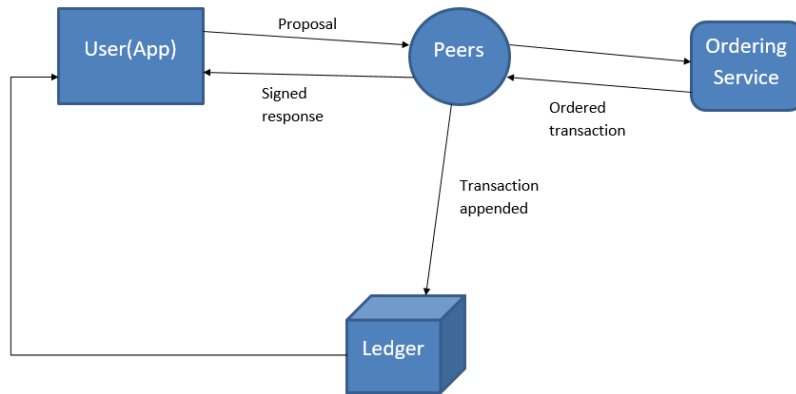 User(App)
Proposal
Peers
Ordering
Service
Signed
response
Ordered
transaction
Transaction
appended
Ledger